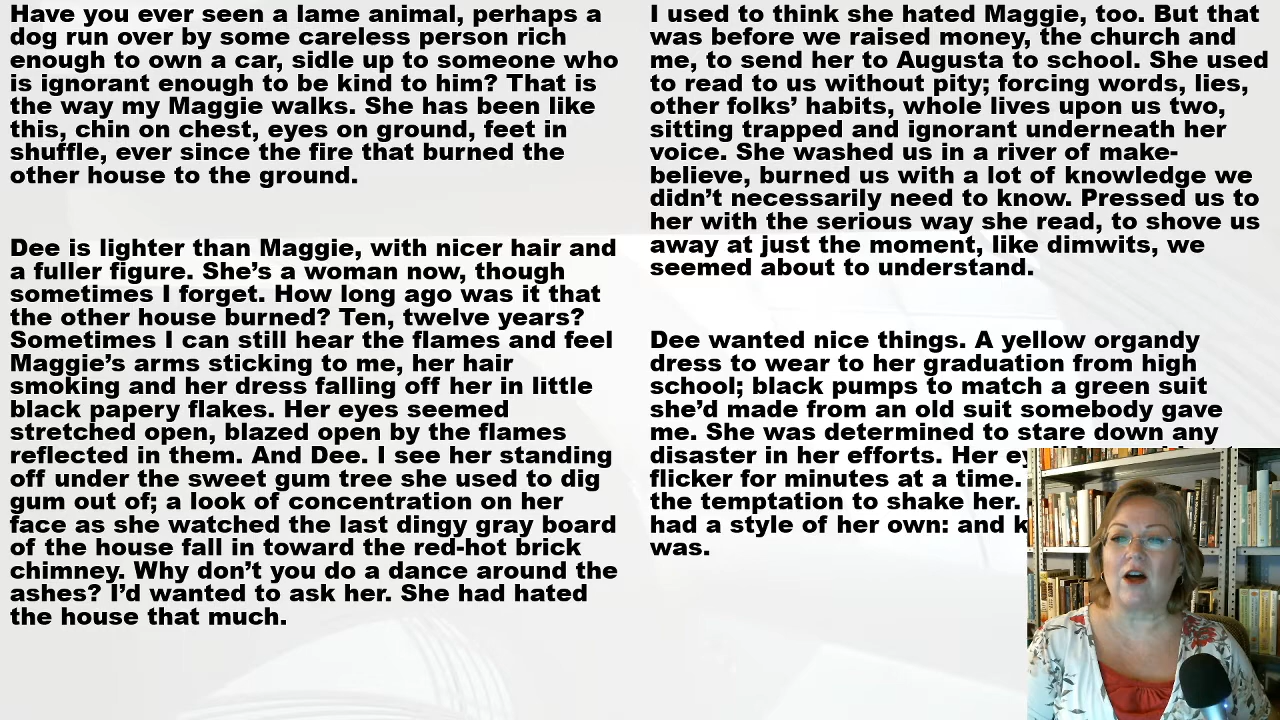 Have you ever seen a lame animal, perhaps a
dog run over by some careless person rich
enough to own a car, sidle up to someone who
is ignorant enough to be kind to him? That is
the way my Maggie walks. She has been like
this, chin on chest, eyes on ground, feet in
shuffle, ever since the fire that burned the
other house to the ground.
Dee is lighter than Maggie, with nicer hair and
a fuller figure. She’s a woman now, though
sometimes I forget. How long ago was it that
the other house burned? Ten, twelve years?
Sometimes I can still hear the flames and feel
Maggie’s arms sticking to me, her hair
smoking and her dress falling off her in little
black papery flakes. Her eyes seemed
stretched open, blazed open by the flames
reflected in them. And Dee. I see her standing
off under the sweet gum tree she used to dig
gum out of; a look of concentration on her
face as she watched the last dingy gray board
of the house fall in toward the red-hot brick
chimney. Why don’t you do a dance around the
ashes? I’d wanted to ask her. She had hated
the house that much.
I used to think she hated Maggie, too. But that
was before we raised money, the church and
me, to send her to Augusta to school. She used
to read to us without pity; forcing words, lies,
other folks’ habits, whole lives upon us two,
sitting trapped and ignorant underneath her
voice. She washed us in a river of make-
believe, burned us with a lot of knowledge we
didn’t necessarily need to know. Pressed us to
her with the serious way she read, to shove us
away at just the moment, like dimwits, we
seemed about to understand.
Dee wanted nice things. A yellow organdy
dress to wear to her graduation from high
school; black pumps to match a green suit
she’d made from an old suit somebody gave
me. She was determined to stare down any
disaster in her efforts. Her
flicker for minutes at a time.
the temptation to shake her.
had a style of her own: and
was.